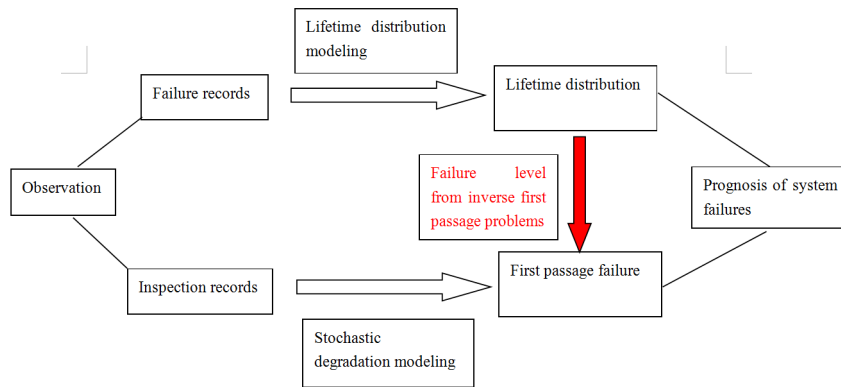 Lifetime distribution
modeling
Failure records
Lifetime distribution
Observation
Failure level
from inverse first
passage problems
Prognosis of system
failures
Inspection records
First passage failure
Stochastic
degradation modeling